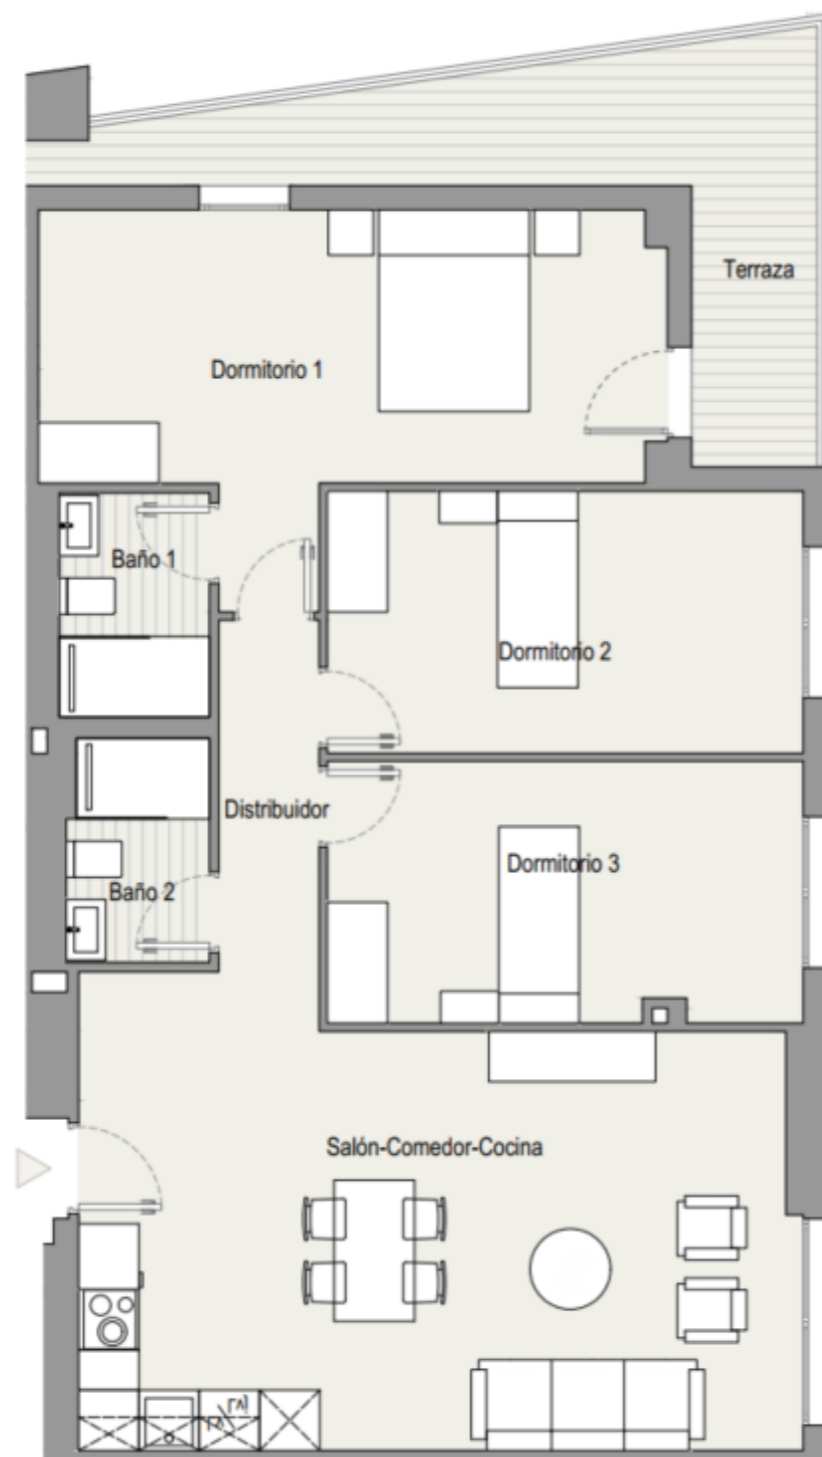 Terraza
Dormitorio 1
Baño 1
Dormitorio 2
Distribuidor
Dormitorio 3
Baño 2
Salón-Comedor-Cocina